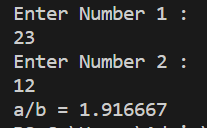 Enter Number 1 :
23
Enter Number 2 :
12
a/b = 1.916667